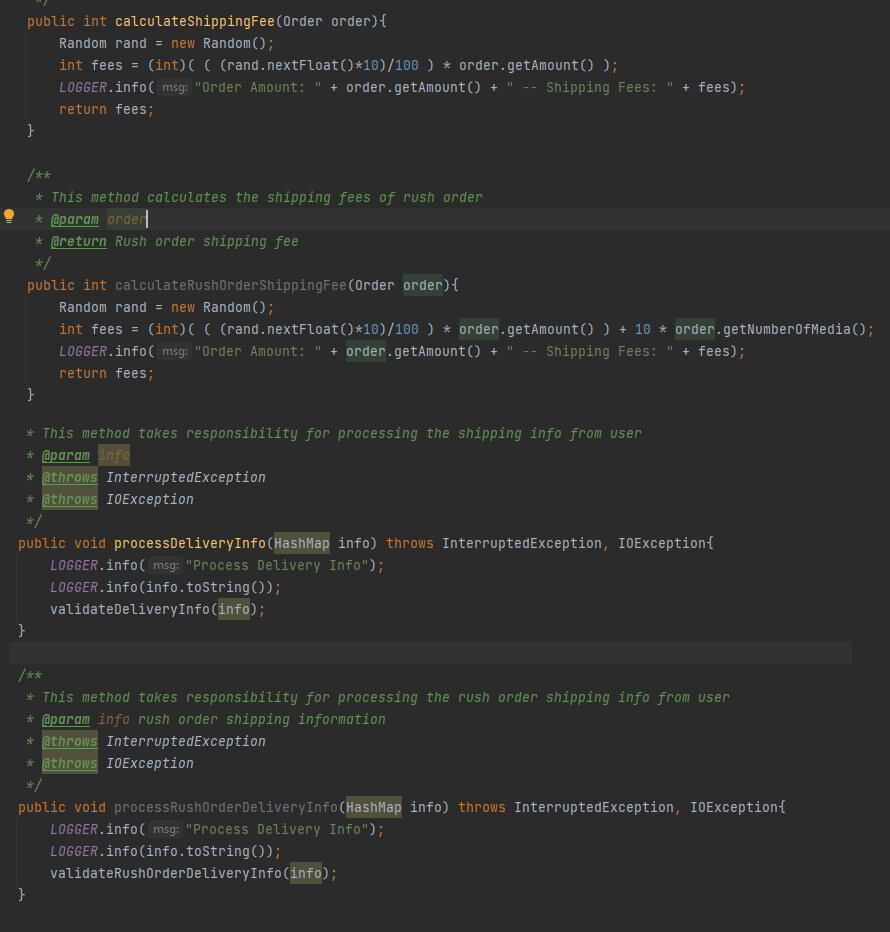 */
public int calculateShippingFee(Order order){
Random rand = new Random();
int fees = (int)( ( (rand.nextFloat()*10)/100 ) * order.getAmount() );
LOGGER.info( msg: "Order Amount: " + order.getAmount() + " -- Shipping Fees: " + fees);
return fees;
}
/**
* This method calculates the shipping fees of rush order
* @param order
* @return Rush order shipping fee
*/
public int calculateRushOrderShippingFee(Order order){
Random rand = new Random();
int fees = (int)( ( (rand.nextFloat()*10)/100 ) * order.getAmount() ) + 10 * order.getNumberOfMedia();
LOGGER.info( msg: "Order Amount: " + order.getAmount() + " -- Shipping Fees: " + fees);
return fees;
}
* This method takes responsibility for processing the shipping info from user
* @param info
* @throws InterruptedException
* @throws IOException
*/
public void processDeliveryInfo(HashMap info) throws InterruptedException, IOException{
LOGGER.info( msg: "Process Delivery Info");
LOGGER.info(info.toString());
validateDeliveryInfo(info);
}
/**
* This method takes responsibility for processing the rush order shipping info from user
* @param info rush order shipping information
* @throws InterruptedException
* @throws IOException
*/
public void processRushOrderDeliveryInfo(HashMap info) throws InterruptedException, IOException{
LOGGER.info( msg: "Process Delivery Info");
LOGGER.info(info.toString());
validateRushOrderDeliveryInfo(info);
}